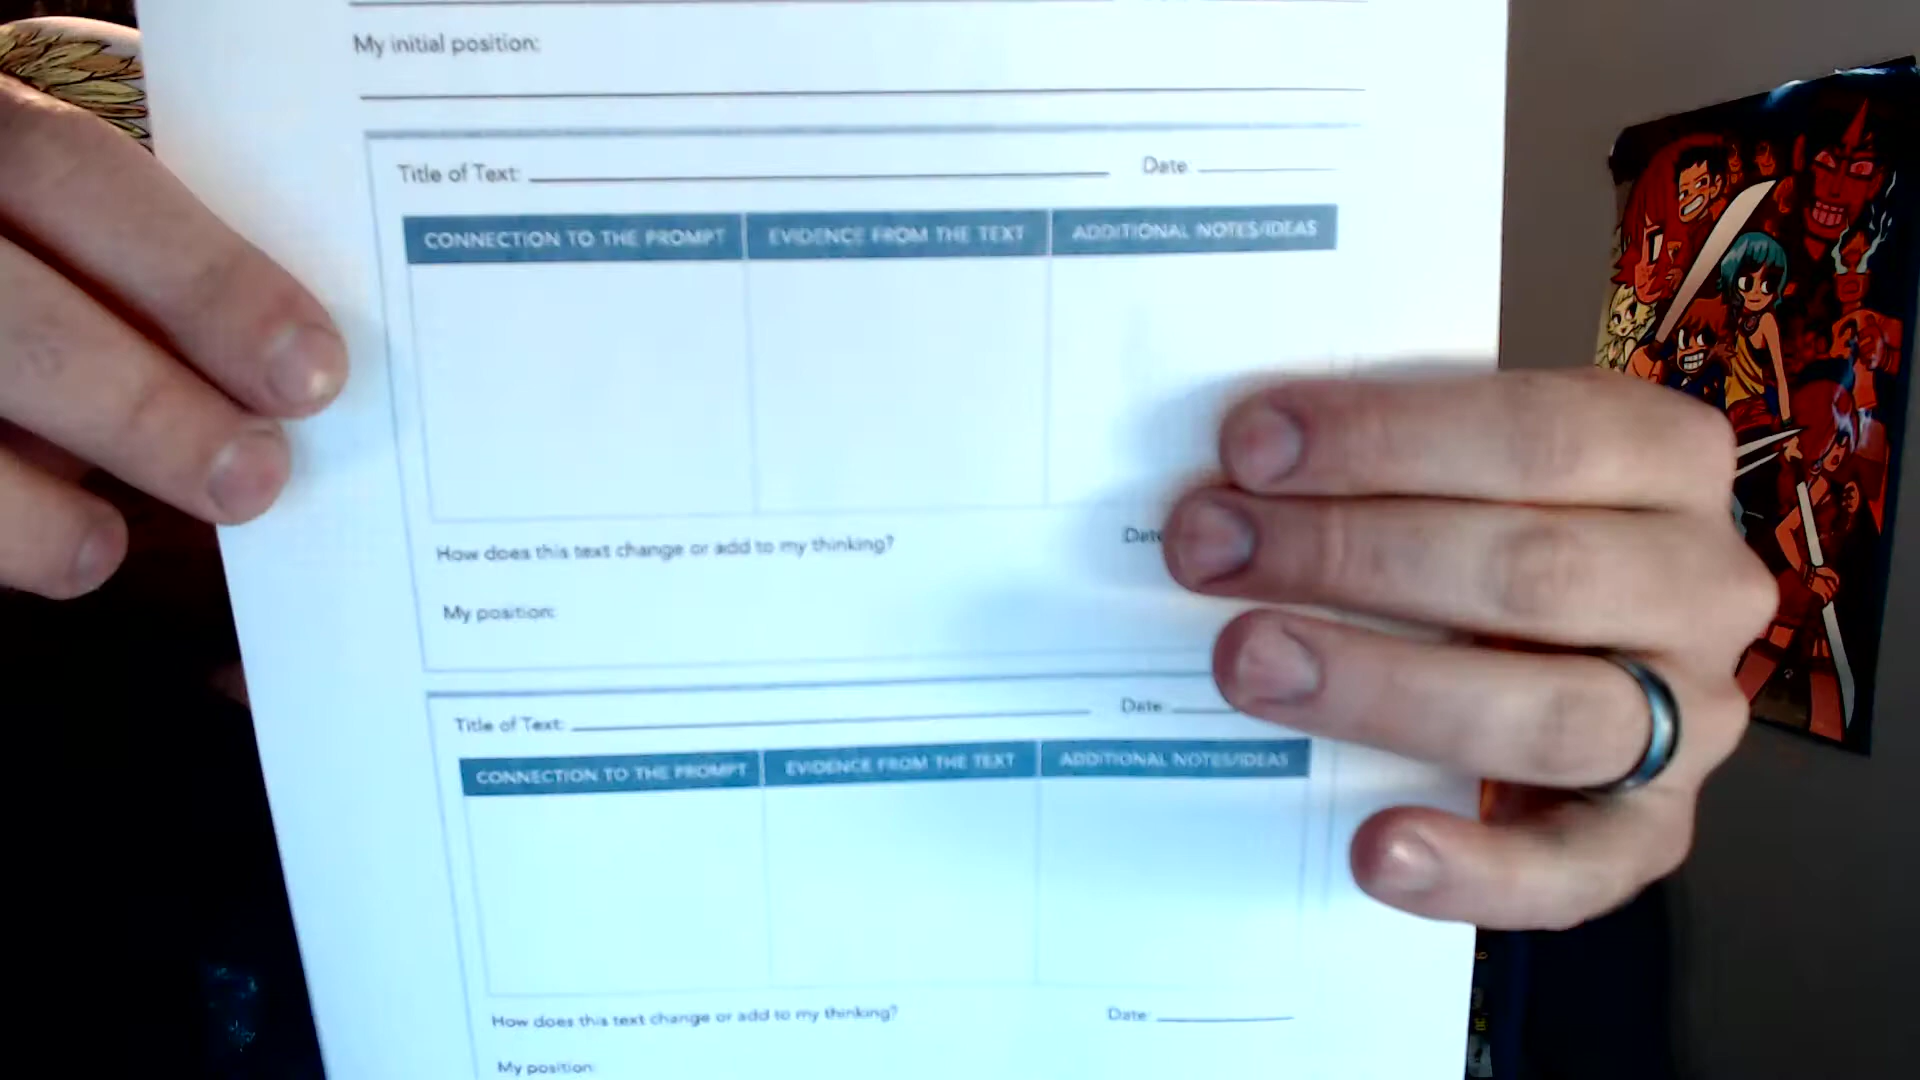 My initial position:
Title of Text: Date:
CONNECTION TO THE PROMPT EVIDENCE FROM THE TEXT ADDITIONAL NOTES/IDEAS
How does this text change or add to my thinking? Date
My position:
Title of Text: Date:
CONNECTION TO THE PROMPT EVIDENCE FROM THE TEXT ADDITIONAL NOTES/IDEAS
How does this text change or add to my thinking? Date:
My position: